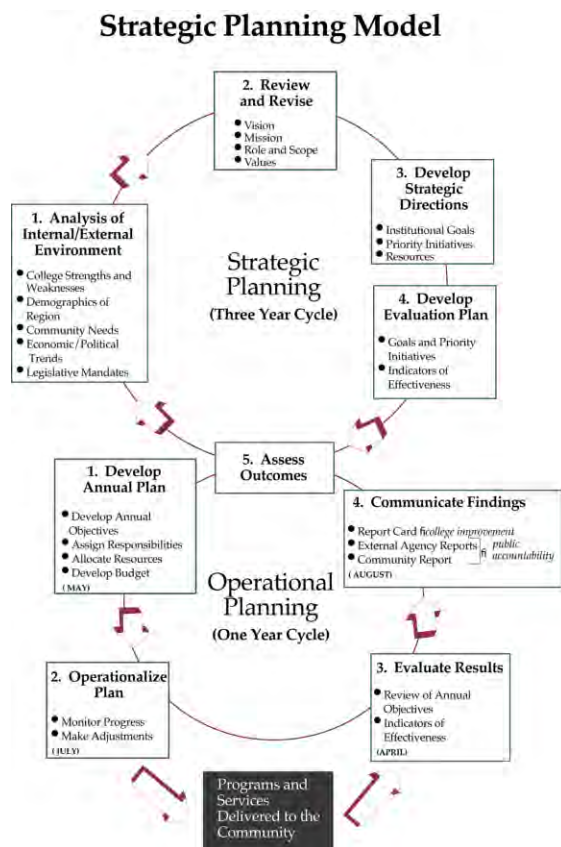 Strategic Planning Model
2. Review
and Revise
● Vision
● Mission
● Role and Scope
● Values
3. Develop
Strategic
Directions
● Institutional Goals
● Priority Initiatives
● Resources
1. Analysis of
Internal/External
Environment
● College Strengths and
Weaknesses
● Demographics of
Region
● Community Needs
● Economic/Political
Trends
● Legislative Mandates
Strategic
Planning
(Three Year Cycle)
4. Develop
Evaluation Plan
● Goals and Priority
Initiatives
● Indicators of
Effectiveness
5. Assess
Outcomes
1. Develop
Annual Plan
● Develop Annual
Objectives
● Assign Responsibilities
● Allocate Resources
● Develop Budget
(MAY)
4. Communicate Findings
● Report Card ficollege improvement
● External Agency Reports
● Community Report
fi public
accountability
(AUGUST)
Operational
Planning
(One Year Cycle)
2. Operationalize
Plan
● Monitor Progress
● Make Adjustments
(JULY)
3. Evaluate Results
● Review of Annual
Objectives
● Indicators of
Effectiveness
(APRIL)
Programs and
Services
Delivered to the
Community